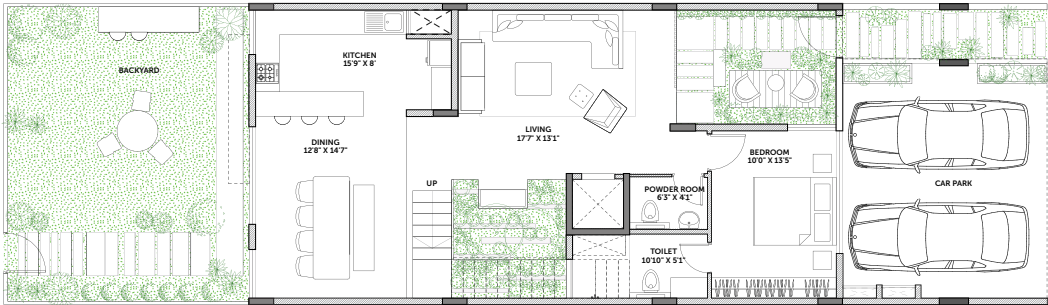 BACKYARD
KITCHEN
15'9" X 8'
DINING
12'8" X 14'7"
UP
LIVING
17'7" X 13'1"
POWDER ROOM
6'3" X 4'1"
TOILET
10'10" X 5'1"
BEDROOM
10'0" X 13'5"
CAR PARK